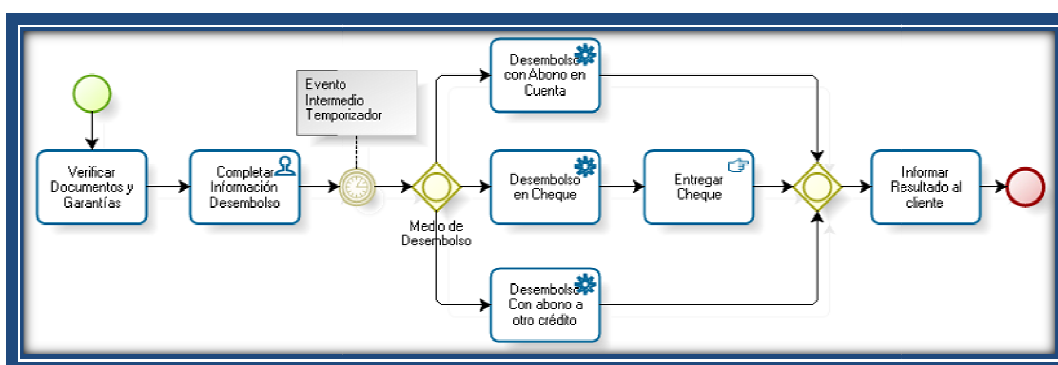 Verificar
Documentos y
Garantías
Completar
Información
Desembolso
Evento
Intermedio
Temporizador
Medio de
Desembolso
Desembolso
con Abono en
Cuenta
Desembolso
en Cheque
Entregar
Cheque
Desembolso
Con abono a
otro crédito
Informar
Resultado al
cliente